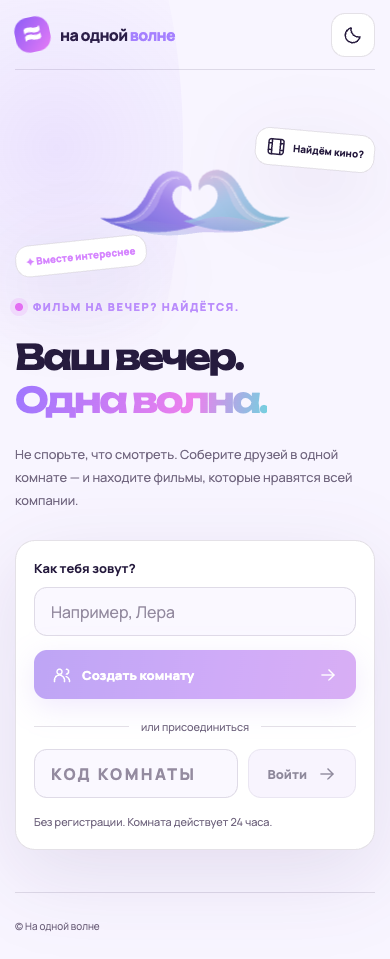 на одной волне
Найдём кино?
✦ Вместе интереснее
ФИЛЬМ НА ВЕЧЕР? НАЙДЁТСЯ.
Ваш вечер.
Одна волна.
Не спорьте, что смотреть. Соберите друзей в одной
комнате — и находите фильмы, которые нравятся всей
компании.
Как тебя зовут?
Например, Лера
Создать комнату
или присоединиться
КОД КОМНАТЫ
Войти
Без регистрации. Комната действует 24 часа.
© На одной волне